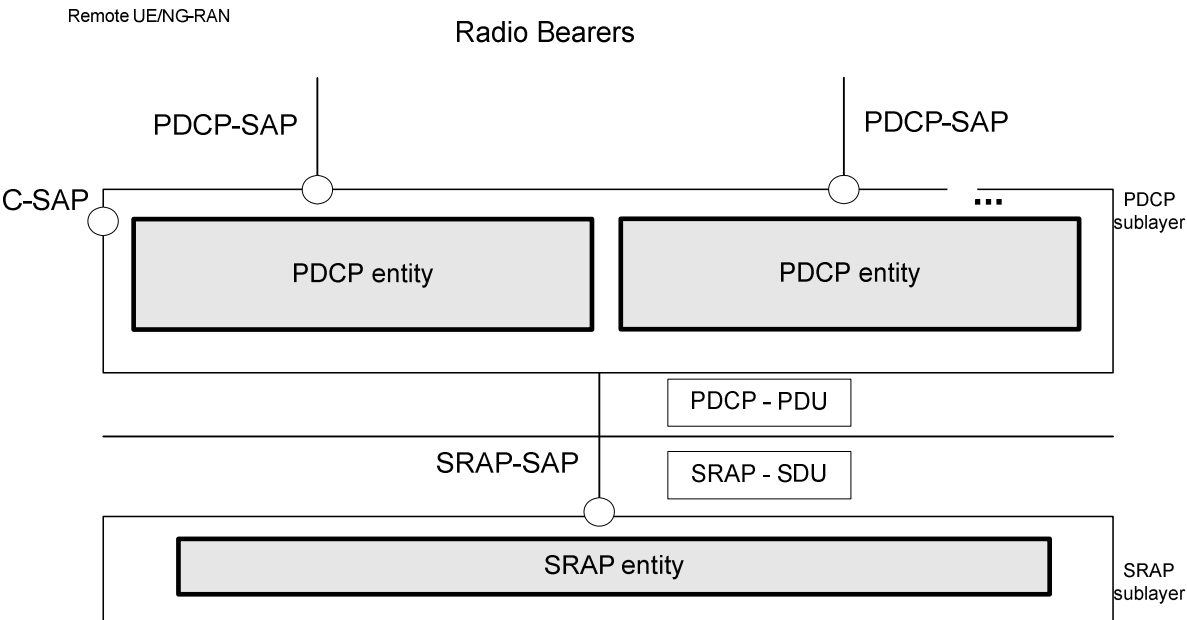 Remote UE/NG-RAN
Radio Bearers
PDCP-SAP
PDCP-SAP
C-SAP
...
PDCP
sublayer
PDCP entity
PDCP entity
PDCP - PDU
SRAP-SAP
SRAP - SDU
SRAP entity
SRAP
sublayer